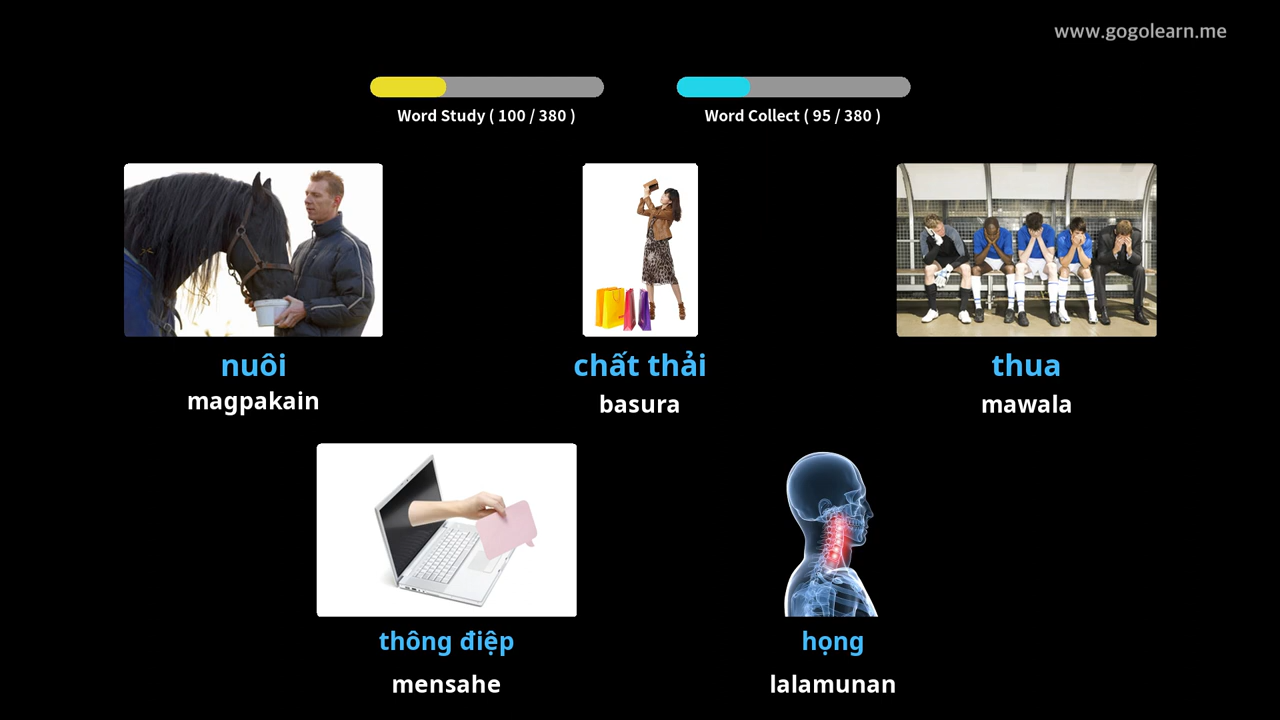 www.gogolearn.me
Word Study ( 100 / 380 )
Word Collect ( 95 / 380 )
nuôi
magpakain
chất thải
basura
thua
mawala
thông điệp
mensahe
họng
lalamunan